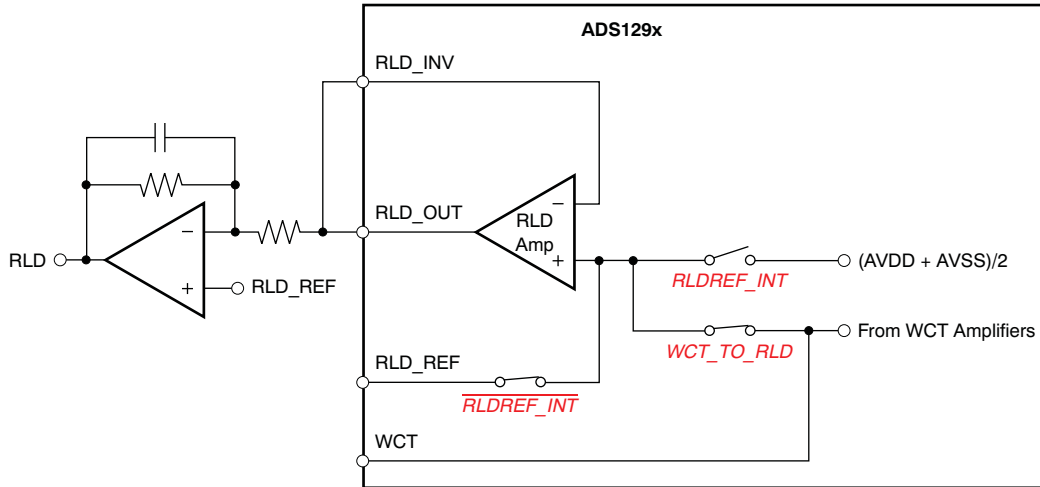 ADS129x
RLD_INV
RLD_OUT
RLD
Amp
−
+
RLD
−
+
RLD_REF
RLDREF_INT
(AVDD + AVSS)/2
WCT_TO_RLD
From WCT Amplifiers
RLD_REF
RLDREF_INT
WCT